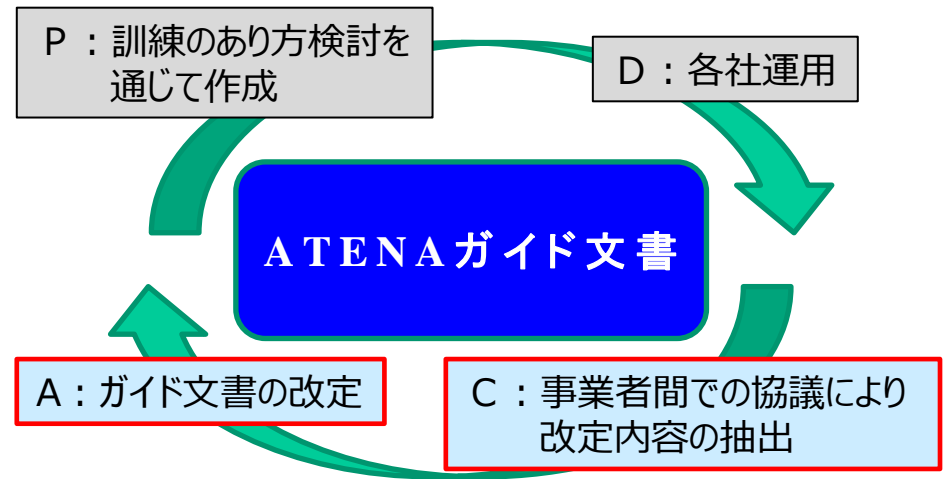 P：訓練のあり方検討を
通じて作成
D：各社運用
ATENAガイド文書
A：ガイド文書の改定
C：事業者間での協議により
改定内容の抽出